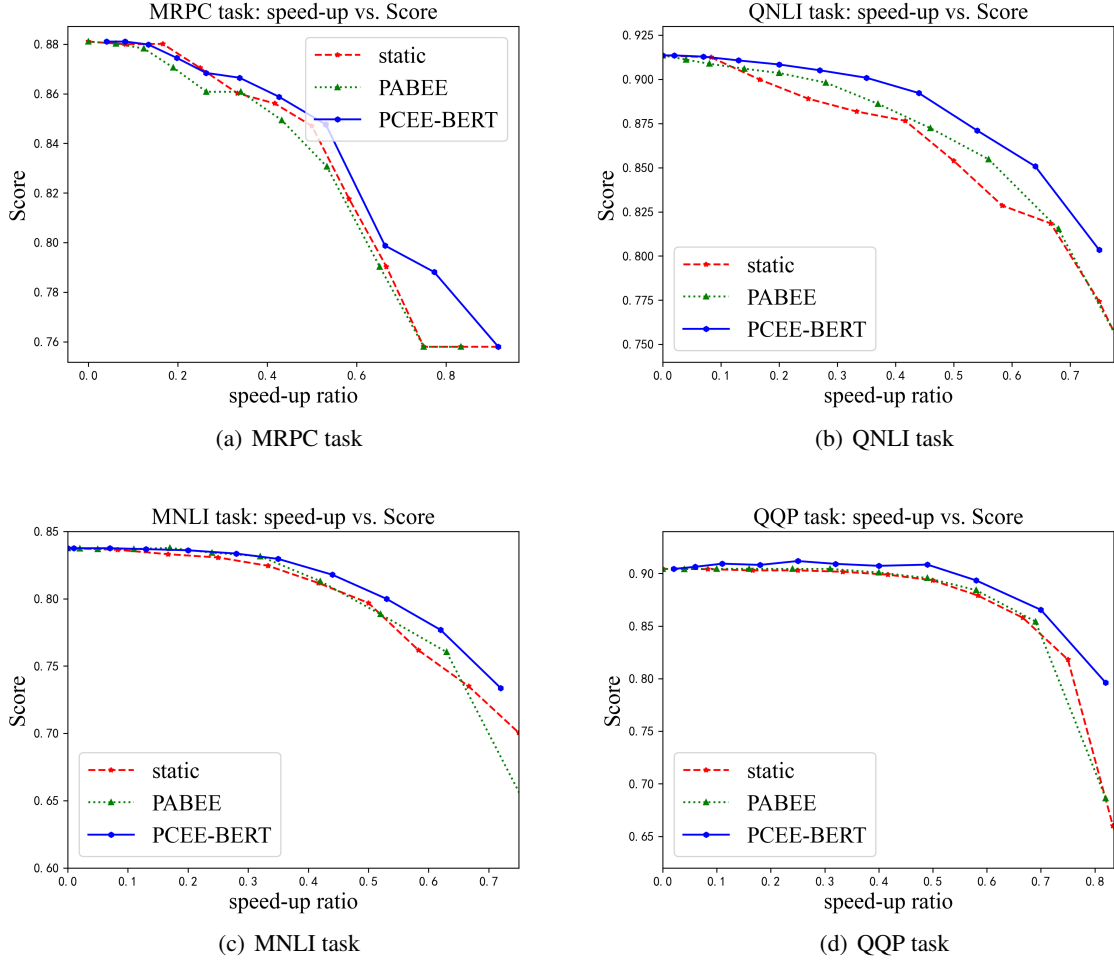 MRPC task: speed-up vs. Score
0.88
0.86
0.84
0.82
0.80
0.78
0.76
Score
static
PABEE
PCEE-BERT
0.0 0.2 0.4 0.6 0.8
speed-up ratio
(a) MRPC task
QNLI task: speed-up vs. Score
0.925
0.900
0.875
0.850
0.825
0.800
0.775
0.750
Score
static
PABEE
PCEE-BERT
0.0 0.1 0.2 0.3 0.4 0.5 0.6 0.7
speed-up ratio
(b) QNLI task
MNLI task: speed-up vs. Score
0.85
0.80
0.75
0.70
0.65
0.60
Score
static
PABEE
PCEE-BERT
0.0 0.1 0.2 0.3 0.4 0.5 0.6 0.7
speed-up ratio
(c) MNLI task
QQP task: speed-up vs. Score
0.90
0.85
0.80
0.75
0.70
0.65
Score
static
PABEE
PCEE-BERT
0.0 0.1 0.2 0.3 0.4 0.5 0.6 0.7 0.8
speed-up ratio
(d) QQP task